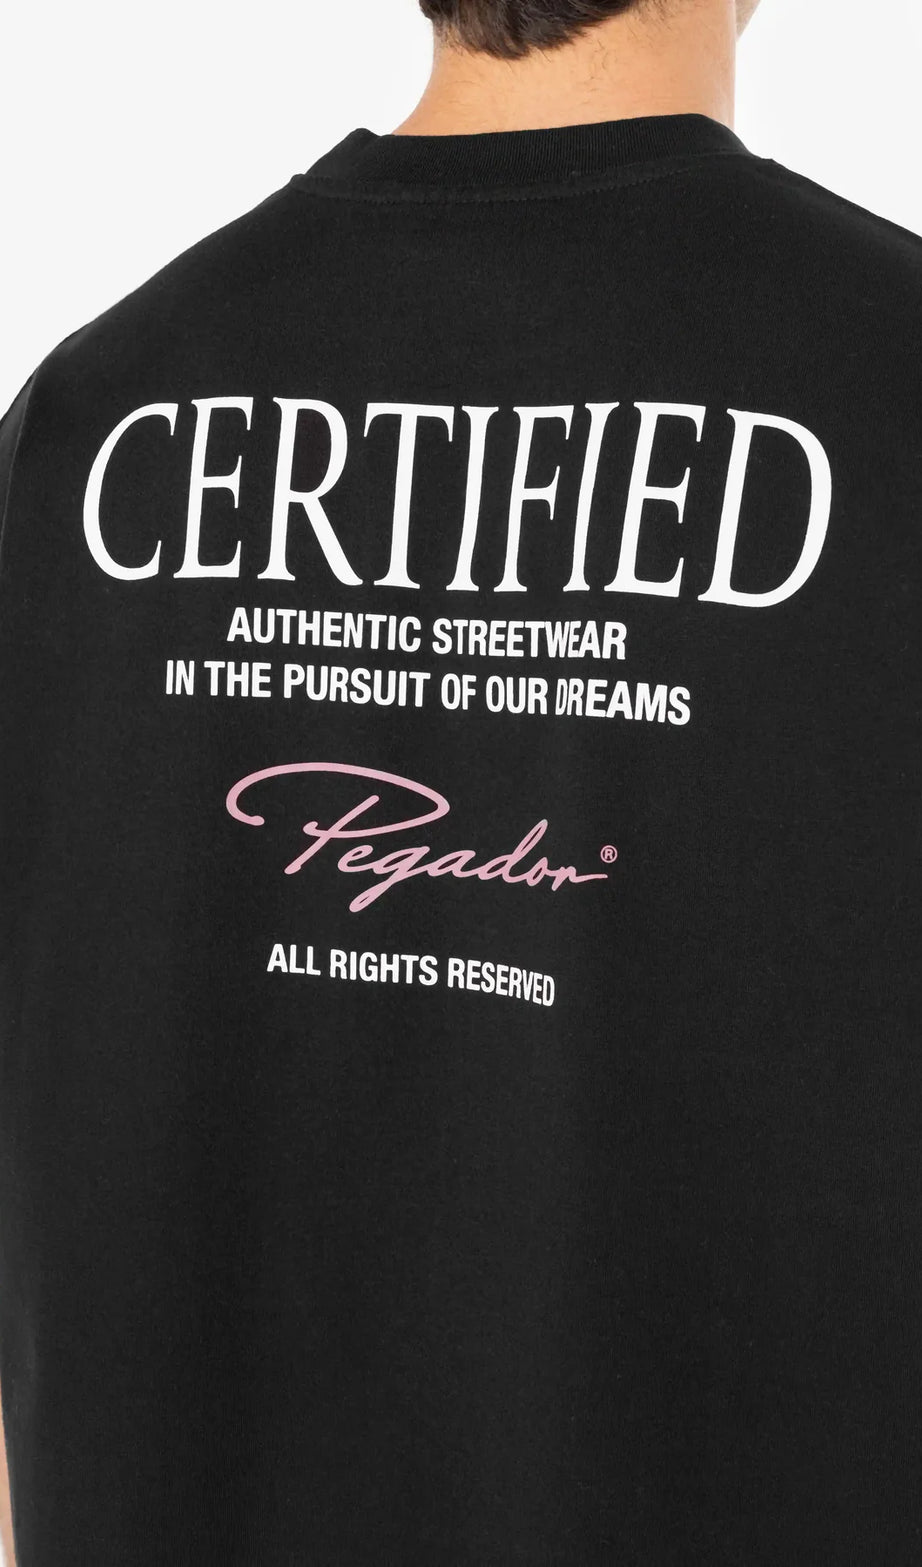 CERTIFIED
AUTHENTIC STREETWEAR
IN THE PURSUIT OF OUR DREAMS
Pegador®
ALL RIGHTS RESERVED